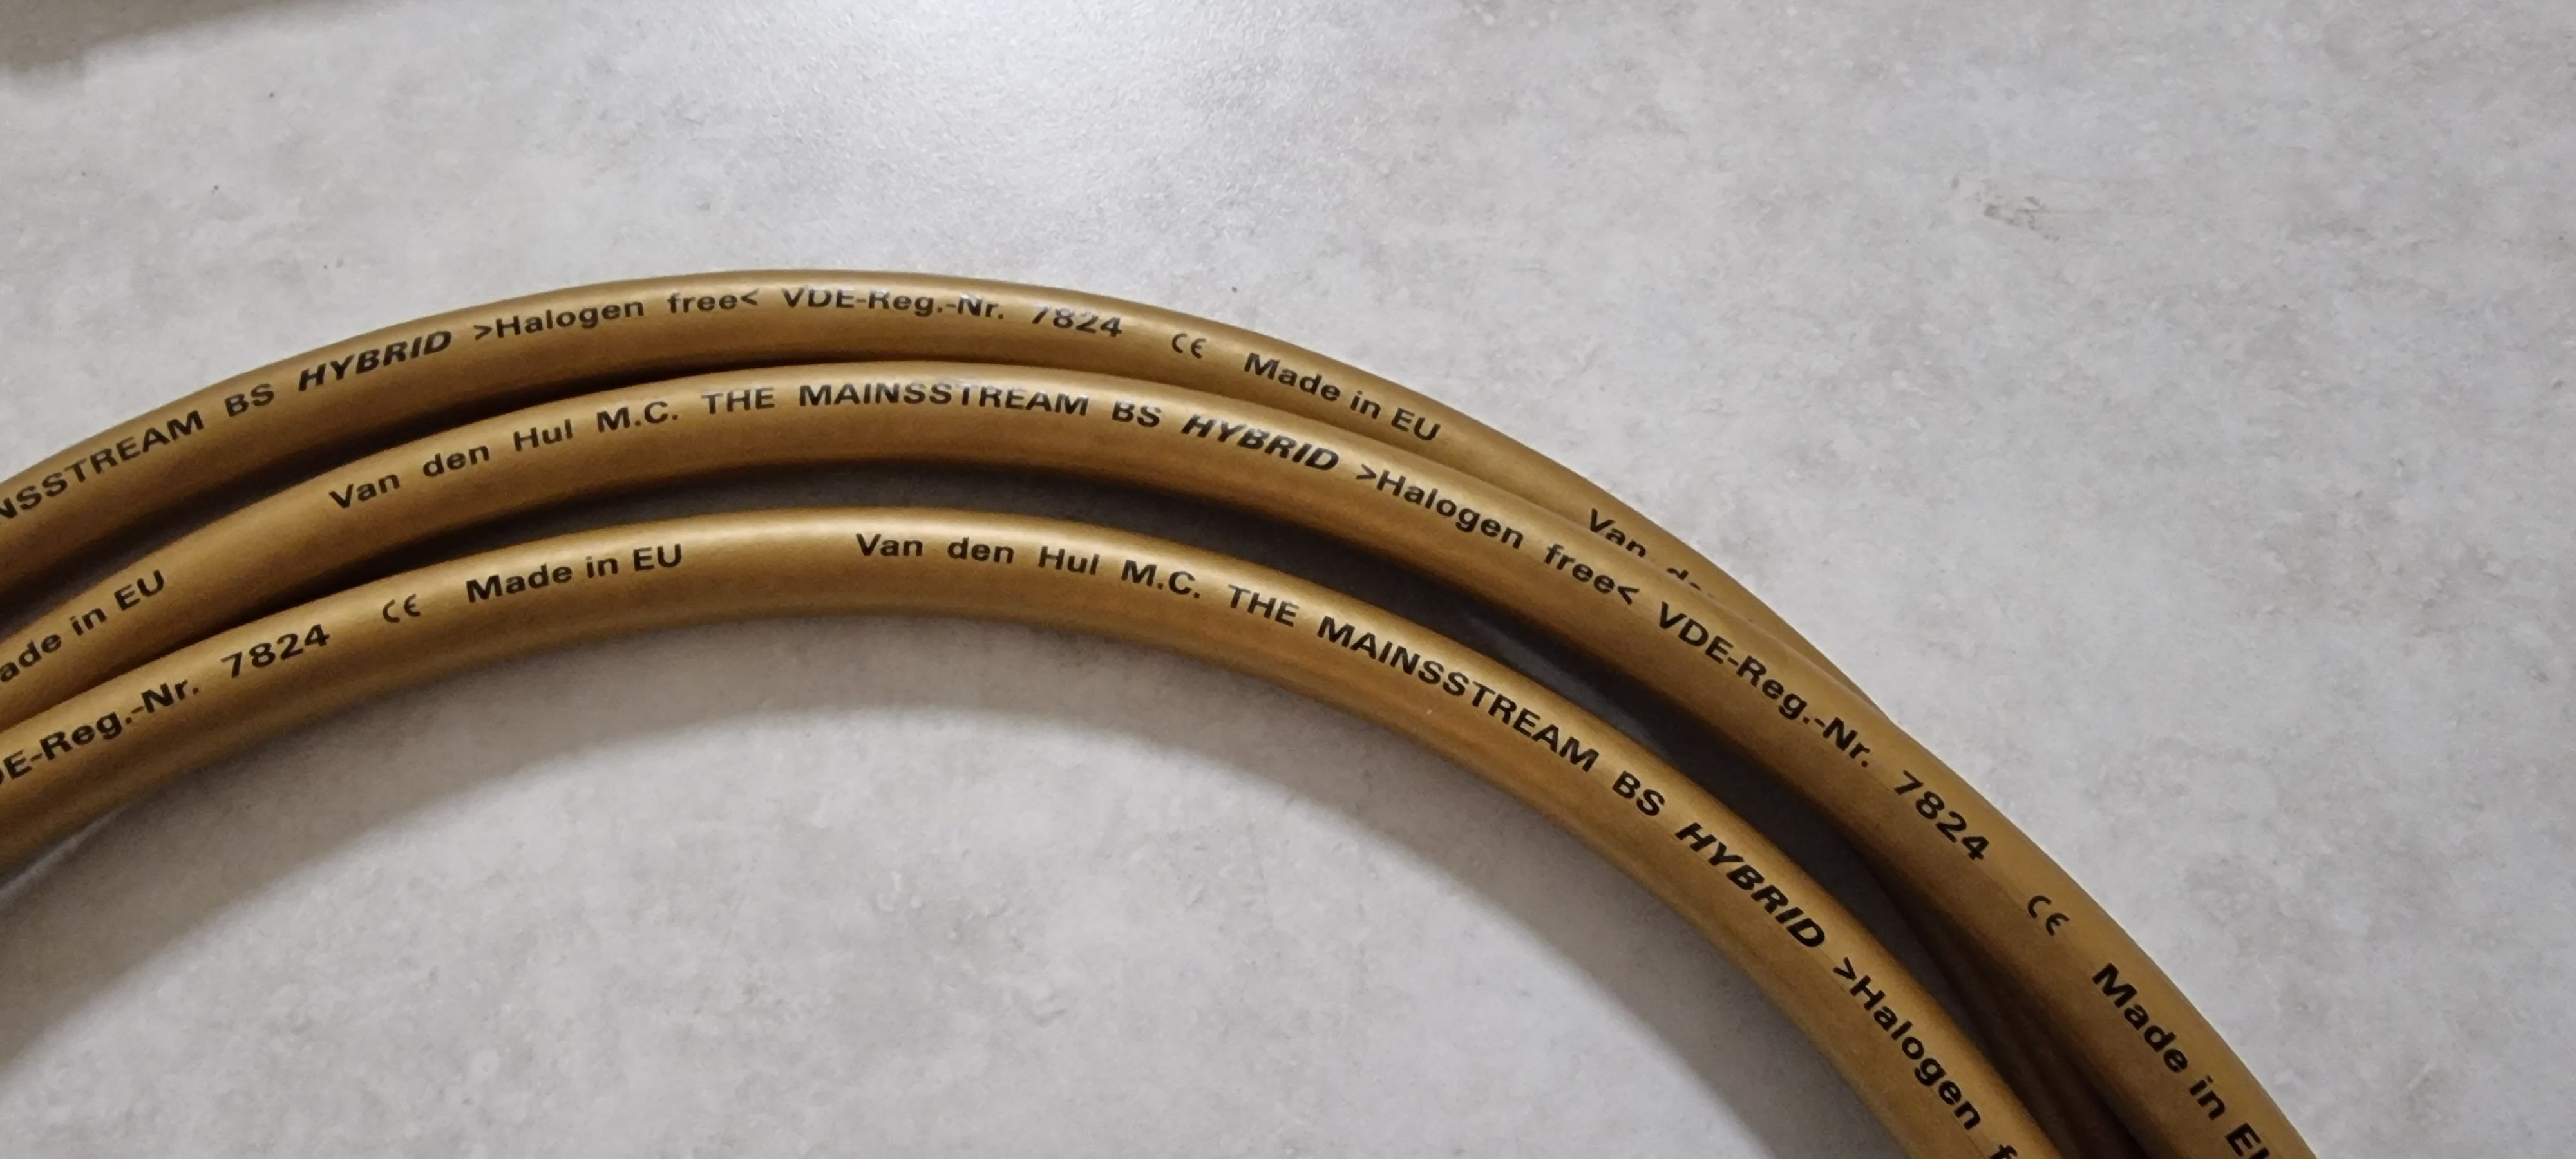 NSSTREAM BS HYBRID >Halogen free< VDE-Reg.-Nr. 7824 CE Made in EU Van
ade in EU Van den Hul M.C. THE MAINSSTREAM BS HYBRID >Halogen free< VDE-Reg.-Nr. 7824 CE Made in EU
DE-Reg.-Nr. 7824 CE Made in EU Van den Hul M.C. THE MAINSSTREAM BS HYBRID >Halogen f